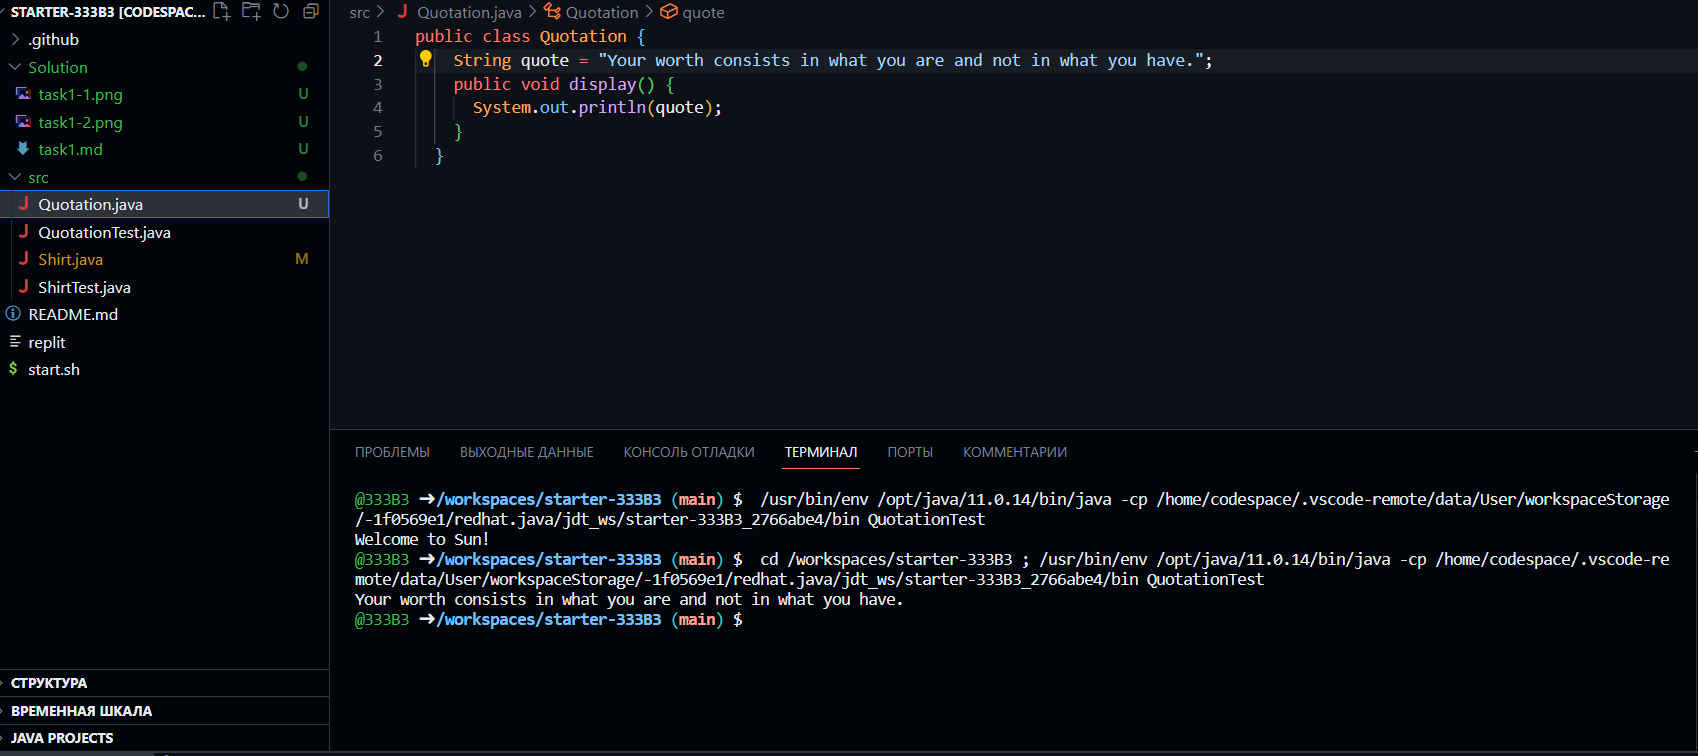 STARTER-333B3 [CODESPAC...
.github
Solution
task1-1.png U
task1-2.png U
task1.md U
src
Quotation.java U
QuotationTest.java
Shirt.java M
ShirtTest.java
README.md
replit
$ start.sh
СТРУКТУРА
ВРЕМЕННАЯ ШКАЛА
JAVA PROJECTS
src > J Quotation.java > Quotation > quote
1 public class Quotation {
2 String quote = "Your worth consists in what you are and not in what you have.";
3 public void display() {
4 System.out.println(quote);
5 }
6 }
ПРОБЛЕМЫ ВЫХОДНЫЕ ДАННЫЕ КОНСОЛЬ ОТЛАДКИ ТЕРМИНАЛ ПОРТЫ КОММЕНТАРИИ
@333B3 ➜/workspaces/starter-333B3 (main) $ /usr/bin/env /opt/java/11.0.14/bin/java -cp /home/codespace/.vscode-remote/data/User/workspaceStorage
/-1f0569e1/redhat.java/jdt_ws/starter-333B3_2766abe4/bin QuotationTest
Welcome to Sun!
@333B3 ➜/workspaces/starter-333B3 (main) $ cd /workspaces/starter-333B3 ; /usr/bin/env /opt/java/11.0.14/bin/java -cp /home/codespace/.vscode-re
mote/data/User/workspaceStorage/-1f0569e1/redhat.java/jdt_ws/starter-333B3_2766abe4/bin QuotationTest
Your worth consists in what you are and not in what you have.
@333B3 ➜/workspaces/starter-333B3 (main) $